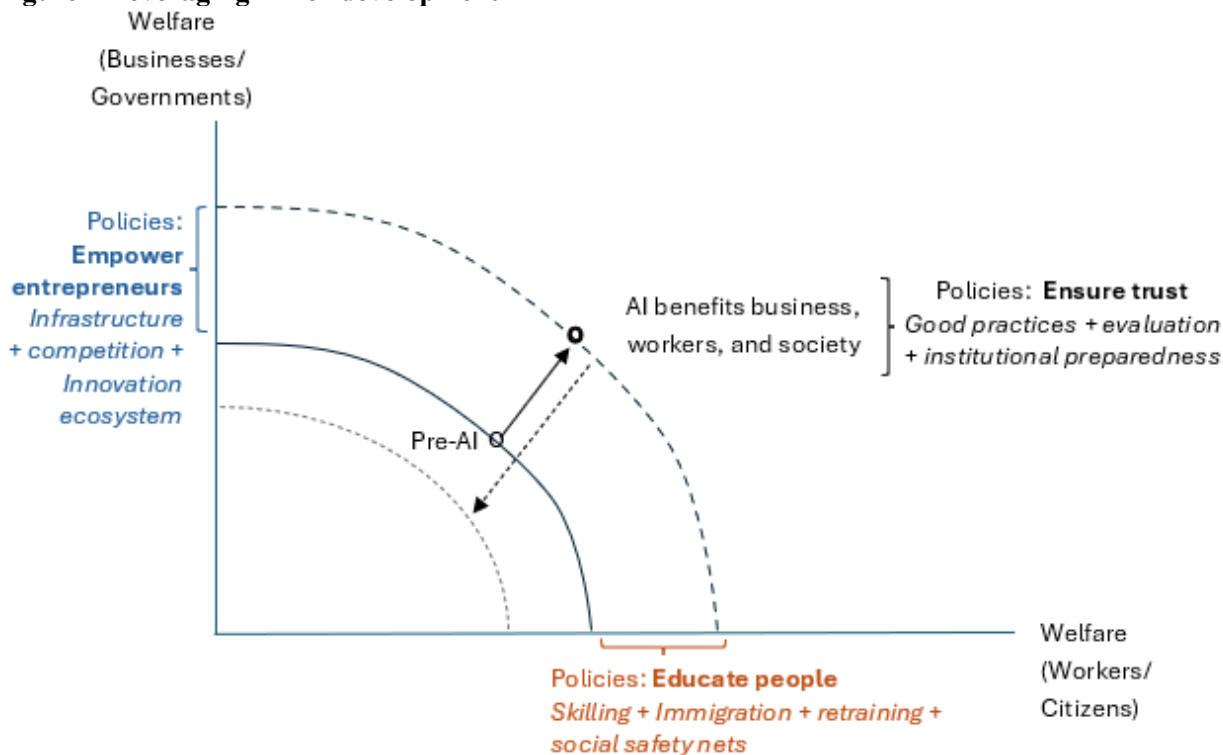 Welfare
(Businesses/
Governments)
Policies:
Empower
entrepreneurs
Infrastructure
+ competition +
Innovation
ecosystem
AI benefits business,
workers, and society
Policies: Ensure trust
Good practices + evaluation
+ institutional preparedness
O
Pre-AI O
Welfare
(Workers/
Citizens)
Policies: Educate people
Skilling + Immigration + retraining +
social safety nets